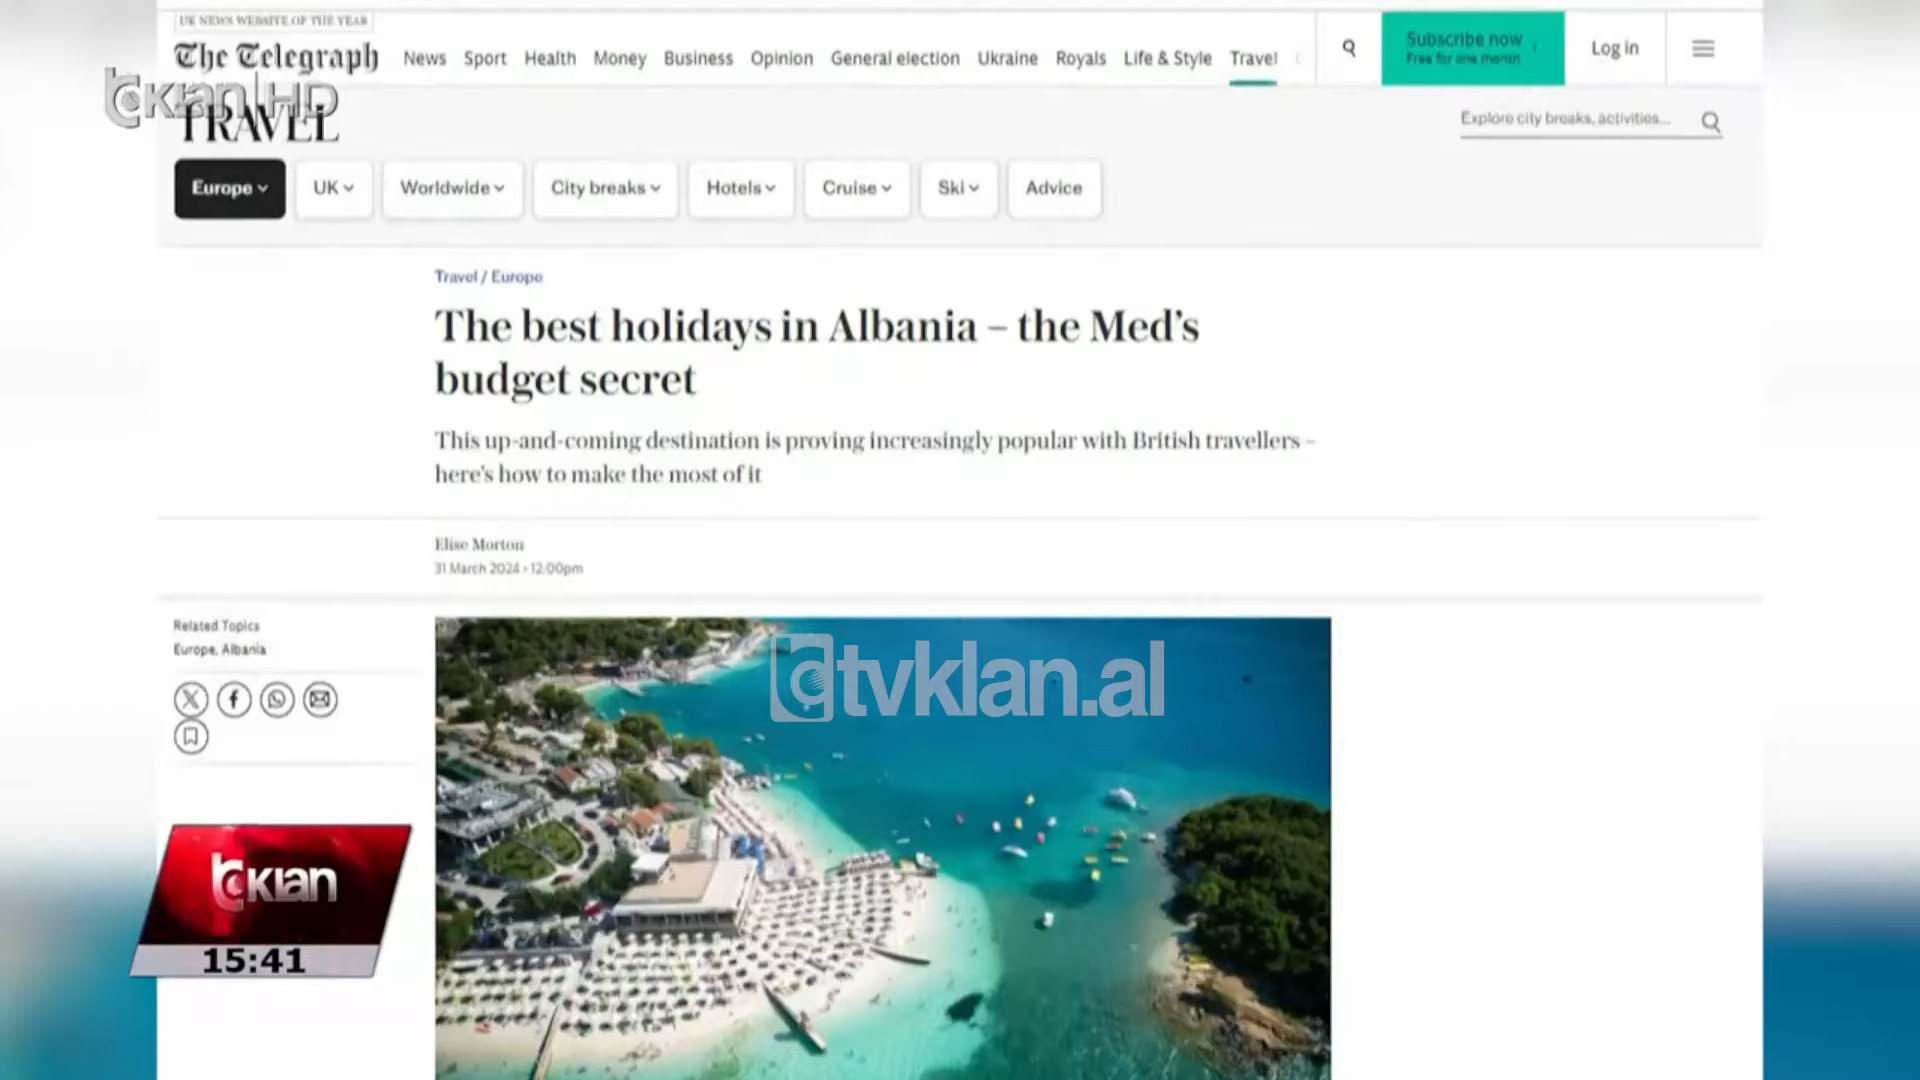 UK NEWS WEBSITE OF THE YEAR
The Telegraph
News Sport Health Money Business Opinion General election Ukraine Royals Life & Style Travel
Subscribe now
Free for one month
Log in
klan HD
TRAVEL
Explore city breaks, activities...
Europe UK Worldwide City breaks Hotels Cruise Ski Advice
Travel / Europe
The best holidays in Albania – the Med's
budget secret
This up-and-coming destination is proving increasingly popular with British travellers –
here's how to make the most of it
Elise Morton
31 March 2024 • 12:00pm
Related Topics
Europe, Albania
tvklan.al
klan
15:41